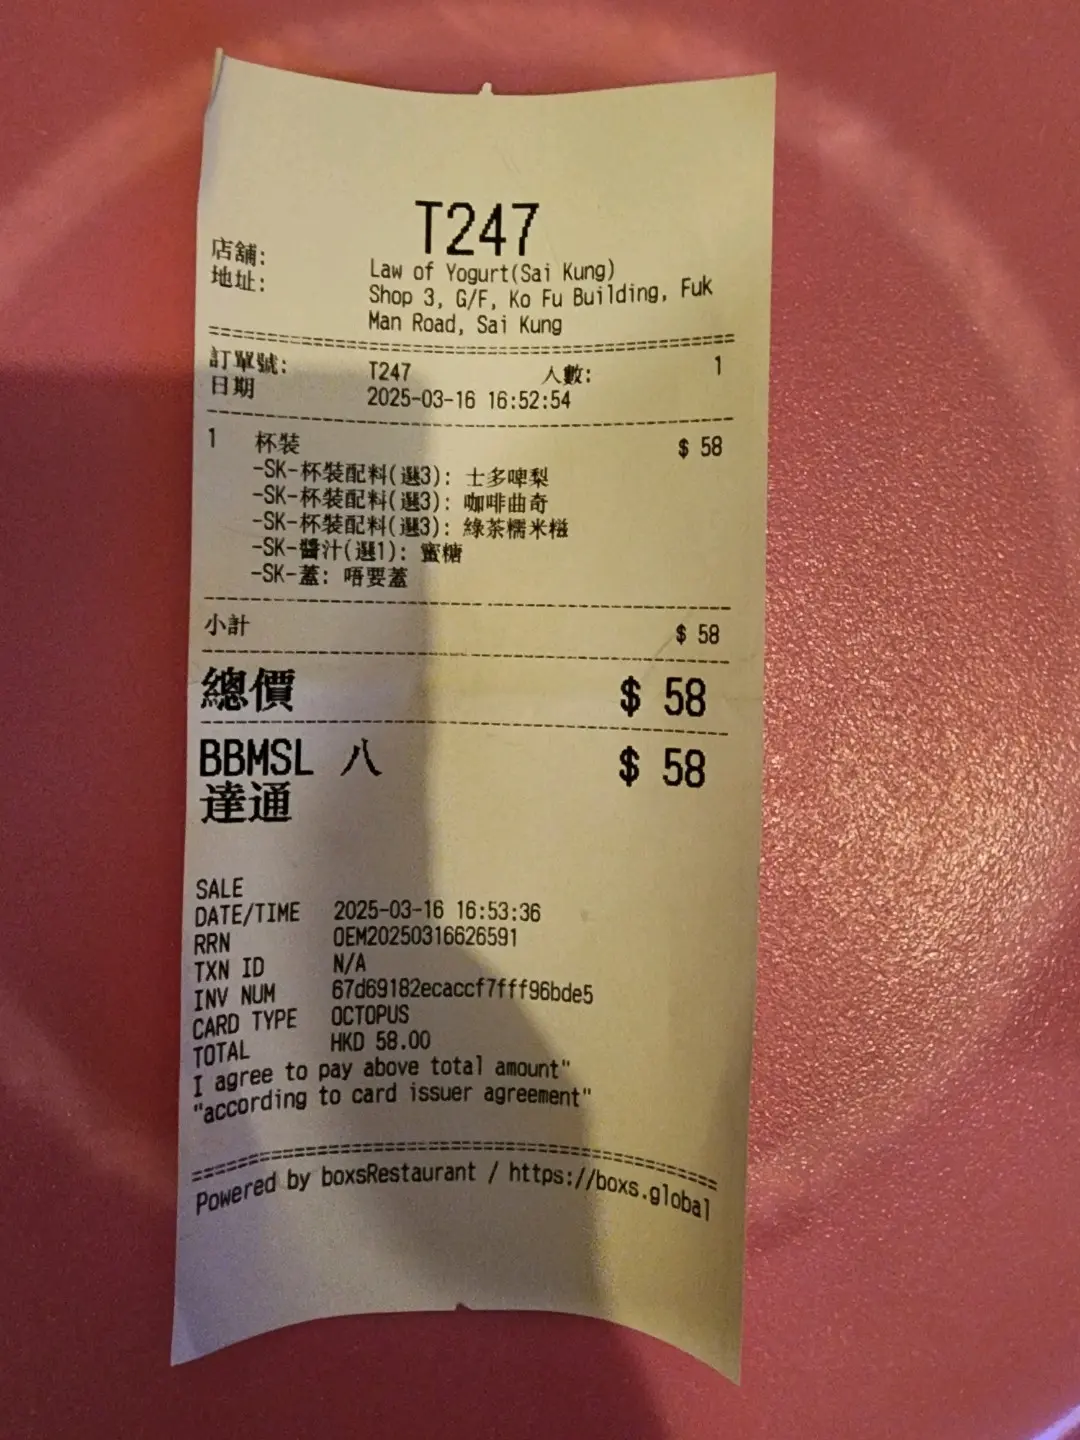 T247
店舖: Law of Yogurt(Sai Kung)
地址: Shop 3, G/F, Ko Fu Building, Fuk
Man Road, Sai Kung
訂單號: T247 人數: 1
日期 2025-03-16 16:52:54
1 杯裝 $ 58
-SK-杯裝配料(選3): 士多啤梨
-SK-杯裝配料(選3): 咖啡曲奇
-SK-杯裝配料(選3): 綠茶糯米糍
-SK-醬汁(選1): 蜜糖
-SK-蓋: 唔要蓋
小計 $ 58
總價 $ 58
BBMSL 八 $ 58
達通
SALE
DATE/TIME 2025-03-16 16:53:36
RRN OEM20250316626591
TXN ID N/A
INV NUM 67d69182ecaccf7fff96bde5
CARD TYPE OCTOPUS
TOTAL HKD 58.00
I agree to pay above total amount"
"according to card issuer agreement"
Powered by boxsRestaurant / https://boxs.global